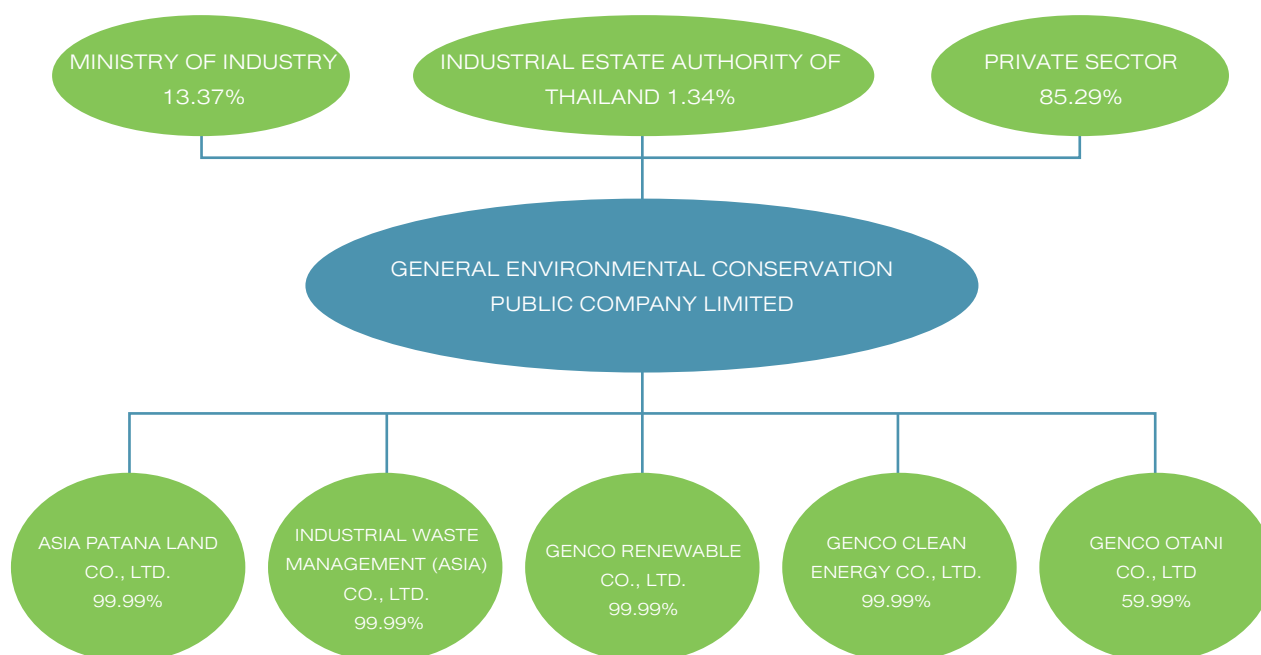 MINISTRY OF INDUSTRY
13.37%
INDUSTRIAL ESTATE AUTHORITY OF
THAILAND 1.34%
PRIVATE SECTOR
85.29%
GENERAL ENVIRONMENTAL CONSERVATION
PUBLIC COMPANY LIMITED
ASIA PATANA LAND
CO., LTD.
99.99%
INDUSTRIAL WASTE
MANAGEMENT (ASIA)
CO., LTD.
99.99%
GENCO RENEWABLE
CO., LTD.
99.99%
GENCO CLEAN
ENERGY CO., LTD.
99.99%
GENCO OTANI
CO., LTD
59.99%